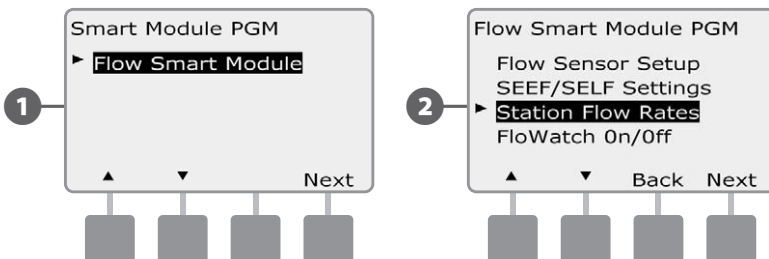 Smart Module PGM
► Flow Smart Module
1
▲ ▼ Next
Flow Smart Module PGM
Flow Sensor Setup
SEEF/SELF Settings
2
► Station Flow Rates
FloWatch On/Off
▲ ▼ Back Next